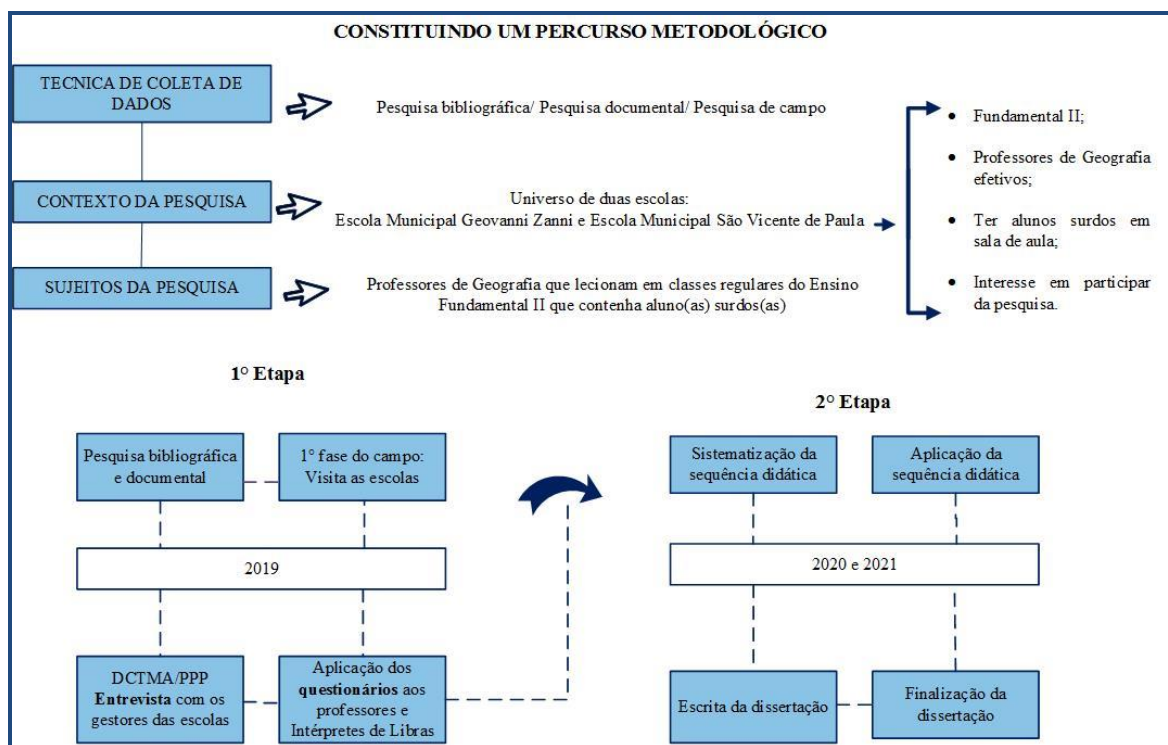 CONSTITUINDO UM PERCURSO METODOLÓGICO
TECNICA DE COLETA DE
DADOS
Pesquisa bibliográfica/ Pesquisa documental/ Pesquisa de campo
CONTEXTO DA PESQUISA
Universo de duas escolas:
Escola Municipal Geovanni Zanni e Escola Municipal São Vicente de Paula
SUJEITOS DA PESQUISA
Professores de Geografia que lecionam em classes regulares do Ensino
Fundamental II que contenha aluno(as) surdos(as)
• Fundamental II;
• Professores de Geografia
efetivos;
• Ter alunos surdos em
sala de aula;
• Interesse em participar
da pesquisa.
1° Etapa
Pesquisa bibliográfica
e documental
1° fase do campo:
Visita as escolas
2019
DCTMA/PPP
Entrevista com os
gestores das escolas
Aplicação dos
questionários aos
professores e
Intérpretes de Libras
2° Etapa
Sistematização da
sequência didática
Aplicação da
sequência didática
2020 e 2021
Escrita da dissertação
Finalização da
dissertação